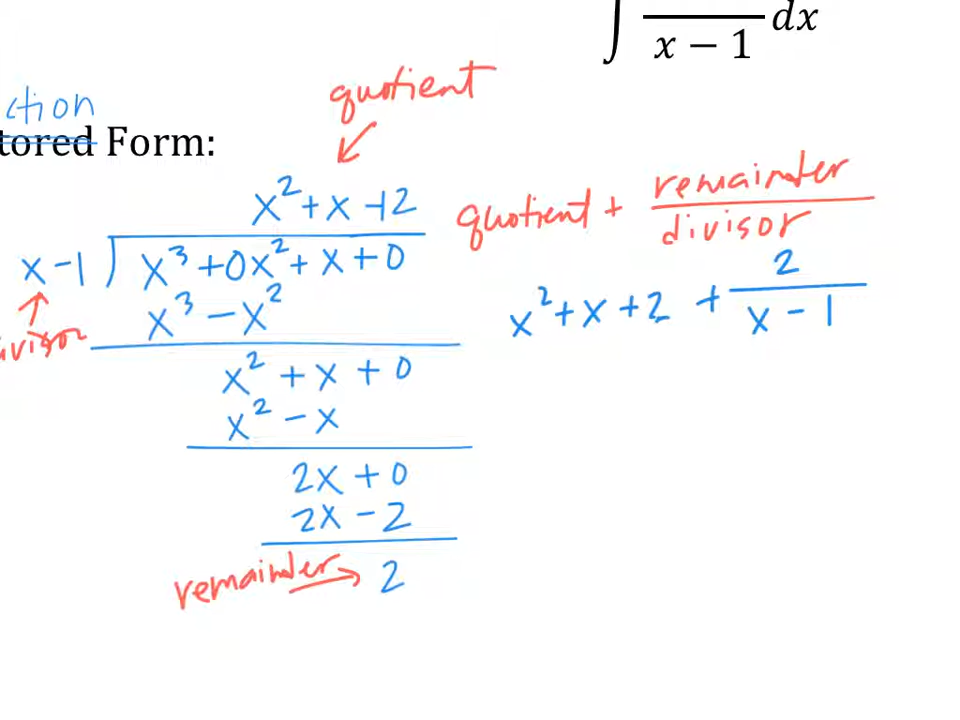 ∫ / x − 1 dx
quotient
ction
tored Form:
x² + x + 2
quotient + remainder / divisor
x − 1 ) x³ + 0x² + x + 0
x³ − x²
x² + x + 2 + 2 / x − 1
ivisor
x² + x + 0
x² − x
2x + 0
2x − 2
remainder → 2